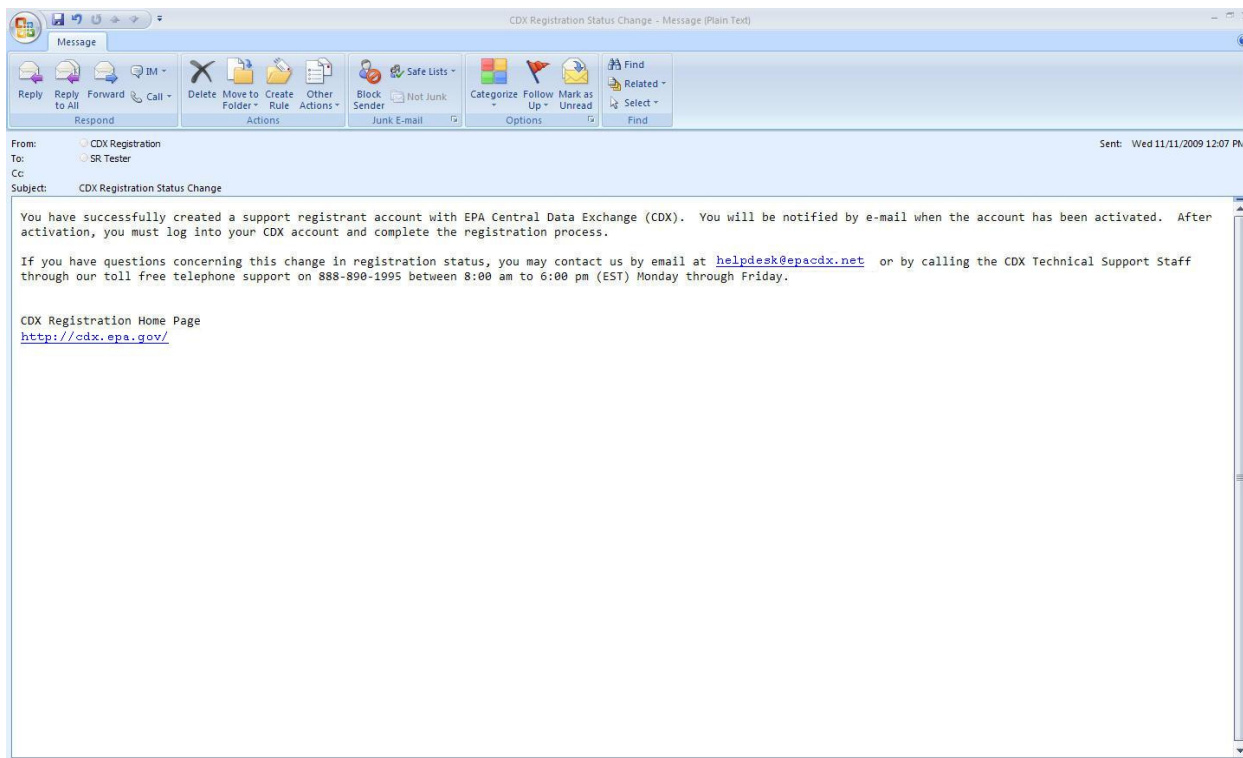 CDX Registration Status Change - Message (Plain Text)
Message
Reply
Reply to All
Forward
IM
Call
Respond
Delete
Move to Folder
Create Rule
Other Actions
Actions
Block Sender
Safe Lists
Not Junk
Junk E-mail
Categorize
Follow Up
Mark as Unread
Options
Find
Related
Select
Find
From: CDX Registration
Sent: Wed 11/11/2009 12:07 PM
To: SR Tester
Cc:
Subject: CDX Registration Status Change
You have successfully created a support registrant account with EPA Central Data Exchange (CDX).  You will be notified by e-mail when the account has been activated.  After
activation, you must log into your CDX account and complete the registration process.
If you have questions concerning this change in registration status, you may contact us by email at helpdesk@epacdx.net  or by calling the CDX Technical Support Staff
through our toll free telephone support on 888-890-1995 between 8:00 am to 6:00 pm (EST) Monday through Friday.
CDX Registration Home Page
http://cdx.epa.gov/